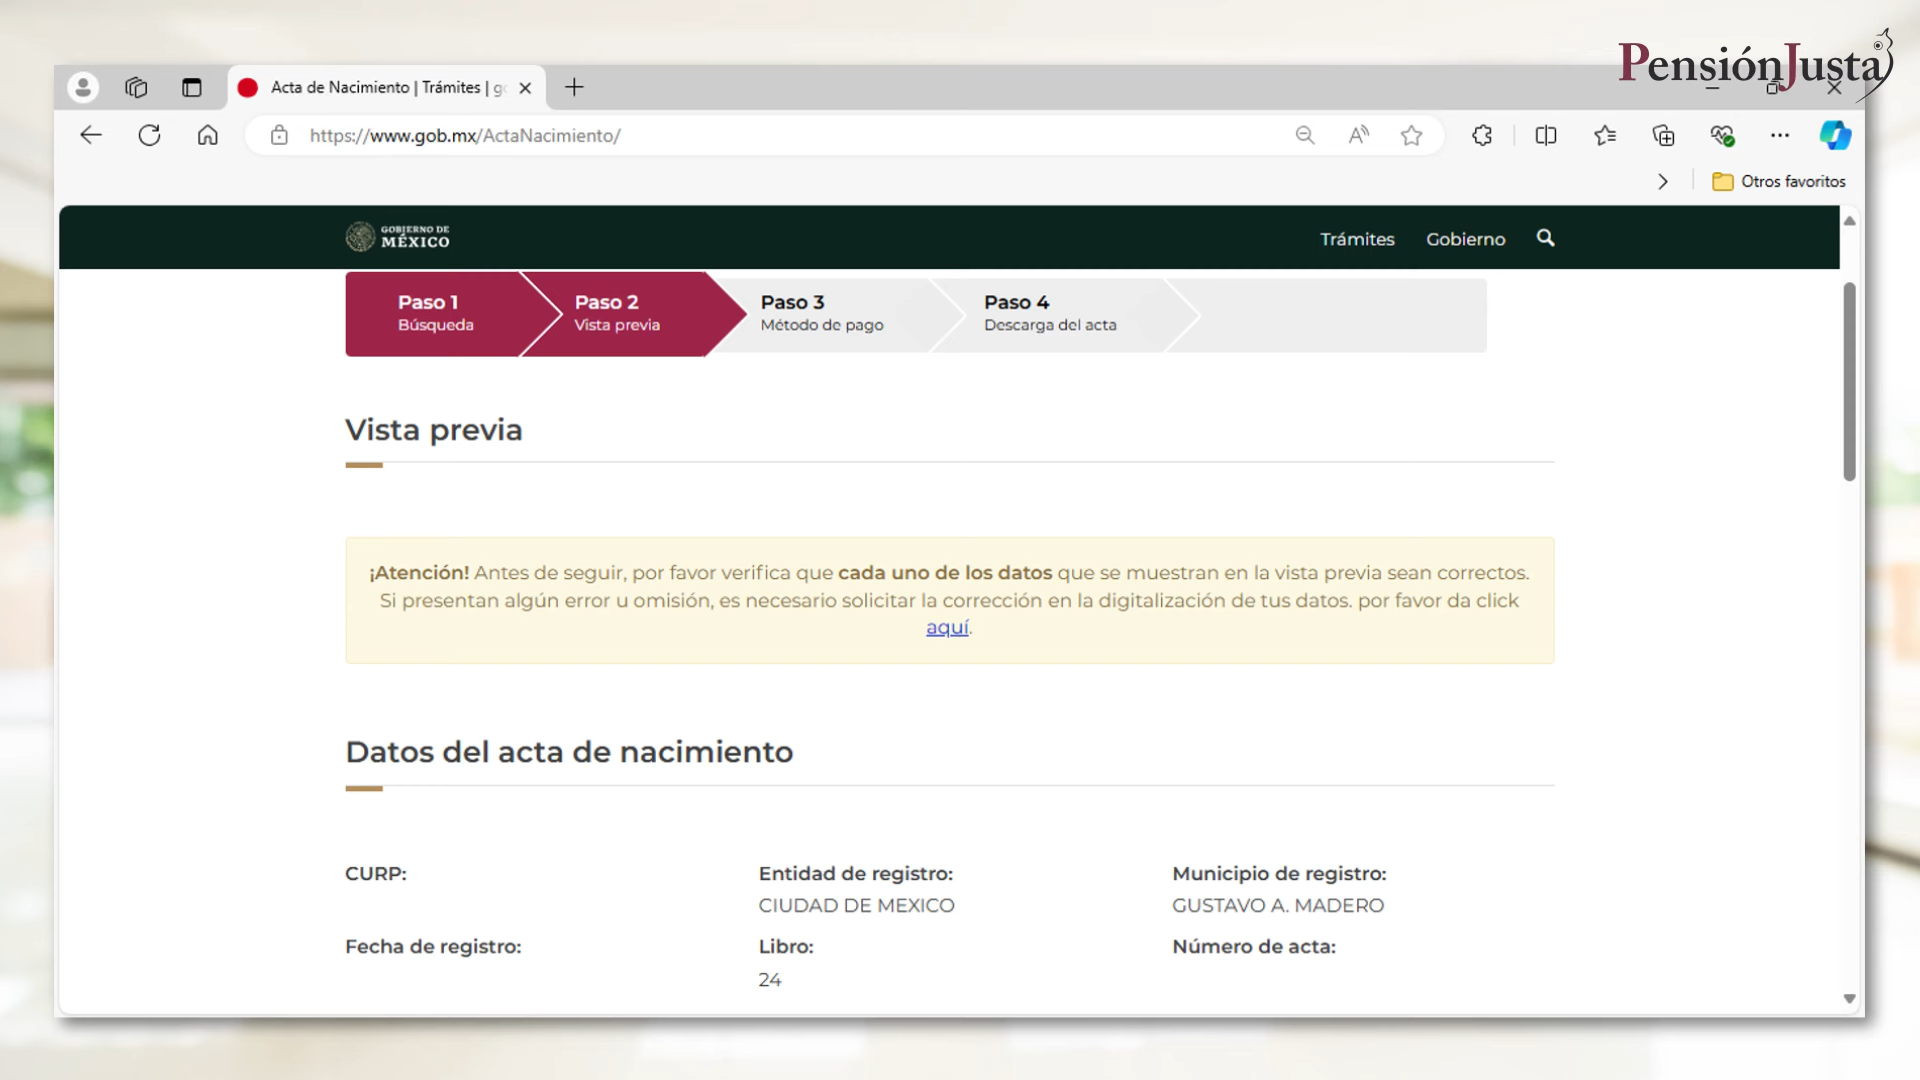 PensiónJusta
Acta de Nacimiento | Trámites | go
https://www.gob.mx/ActaNacimiento/
Otros favoritos
GOBIERNO DE
MÉXICO
Trámites
Gobierno
Paso 1
Búsqueda
Paso 2
Vista previa
Paso 3
Método de pago
Paso 4
Descarga del acta
Vista previa
¡Atención! Antes de seguir, por favor verifica que cada uno de los datos que se muestran en la vista previa sean correctos.
Si presentan algún error u omisión, es necesario solicitar la corrección en la digitalización de tus datos. por favor da click
aquí.
Datos del acta de nacimiento
CURP:
Entidad de registro:
CIUDAD DE MEXICO
Municipio de registro:
GUSTAVO A. MADERO
Fecha de registro:
Libro:
24
Número de acta: